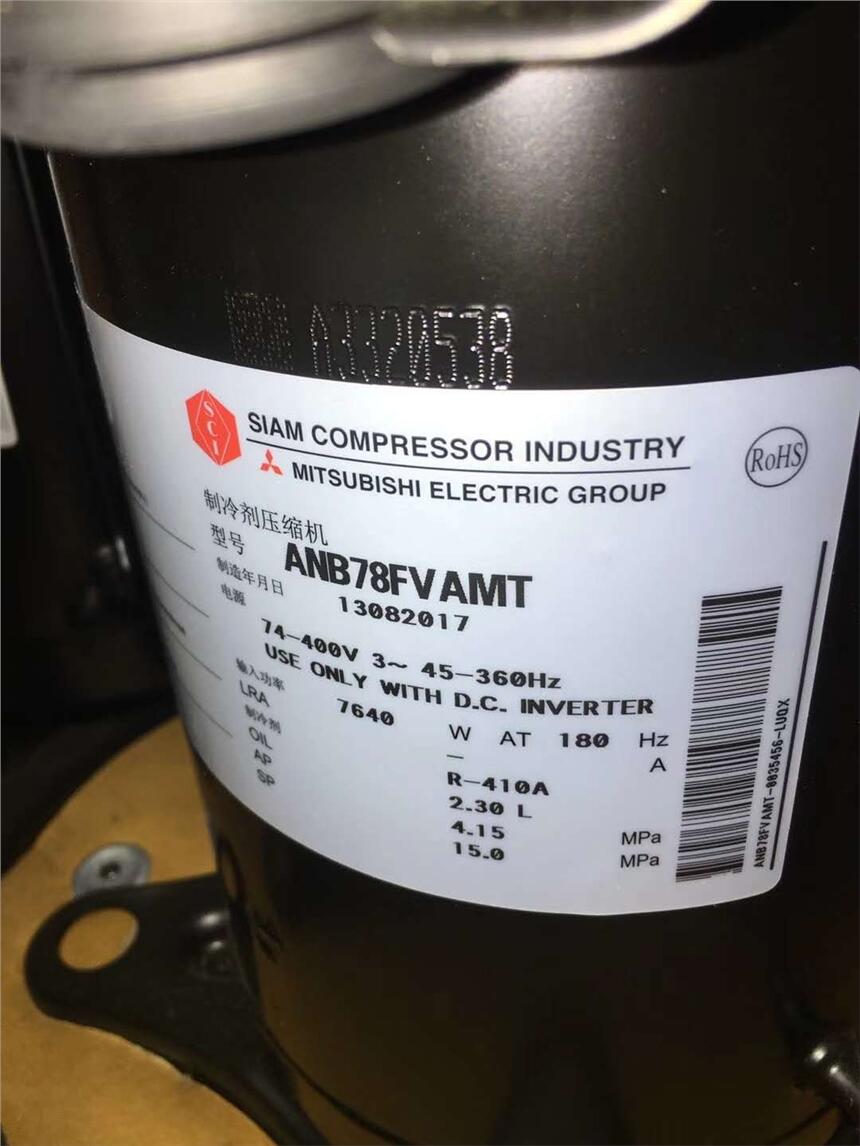 A3320538
SCI
SIAM COMPRESSOR INDUSTRY
MITSUBISHI ELECTRIC GROUP
RoHS
制冷剂压缩机
型号 ANB78FVAMT
制造年月日 13082017
电源
74-400V 3~ 45-360Hz
USE ONLY WITH D.C. INVERTER
输入功率 7640 W AT 180 Hz
LRA – A
制冷剂 R-410A
OIL 2.30 L
AP 4.15 MPa
SP 15.0 MPa
ANB78FVAMT-0035456-LUQX